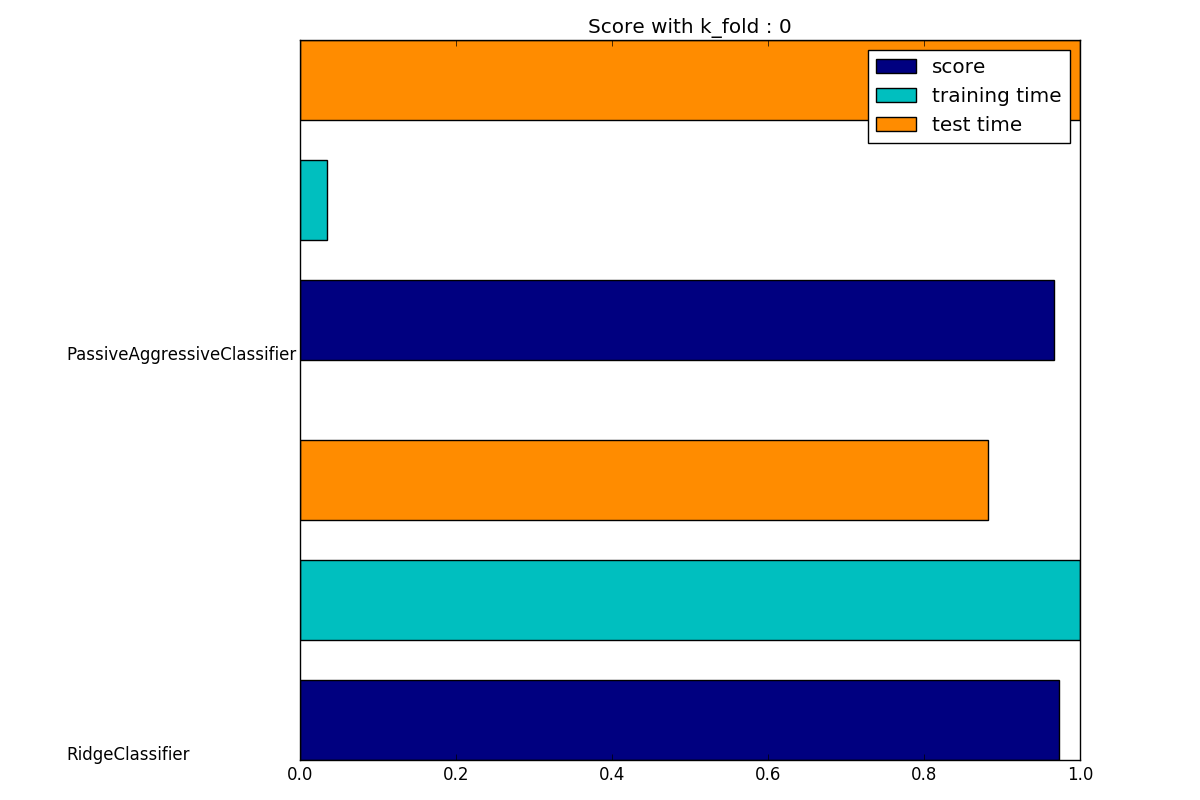 Score with k_fold : 0
score
training time
test time
PassiveAggressiveClassifier
RidgeClassifier
0.0 0.2 0.4 0.6 0.8 1.0